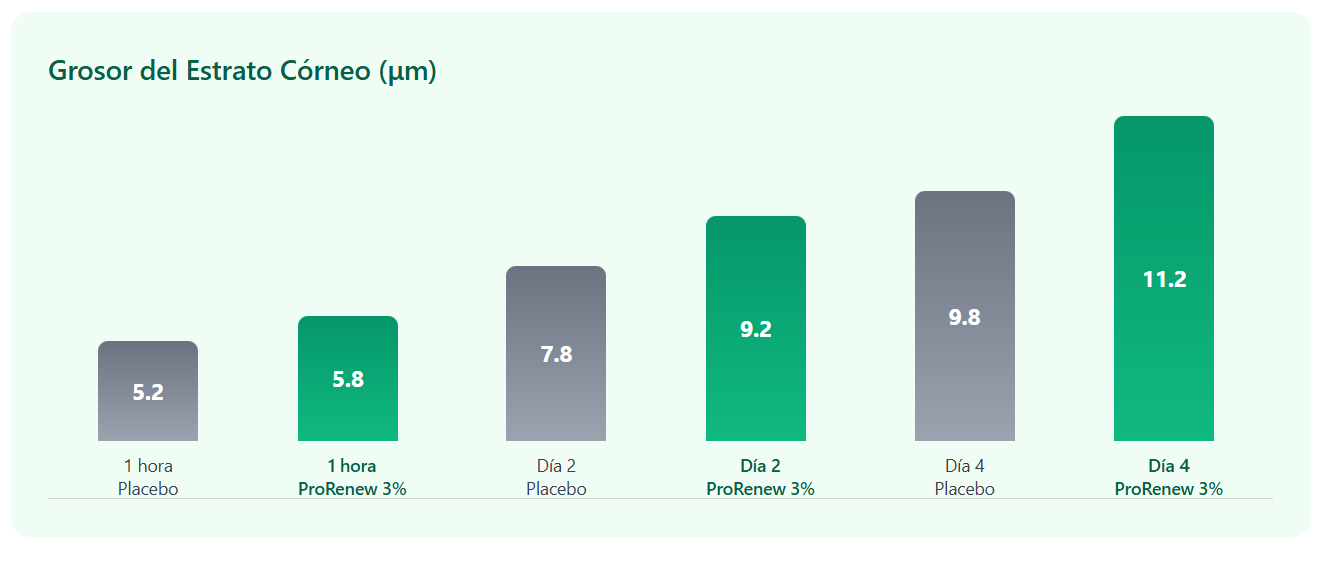 Grosor del Estrato Córneo (μm)
5.2
5.8
7.8
9.2
9.8
11.2
1 hora
Placebo
1 hora
ProRenew 3%
Día 2
Placebo
Día 2
ProRenew 3%
Día 4
Placebo
Día 4
ProRenew 3%